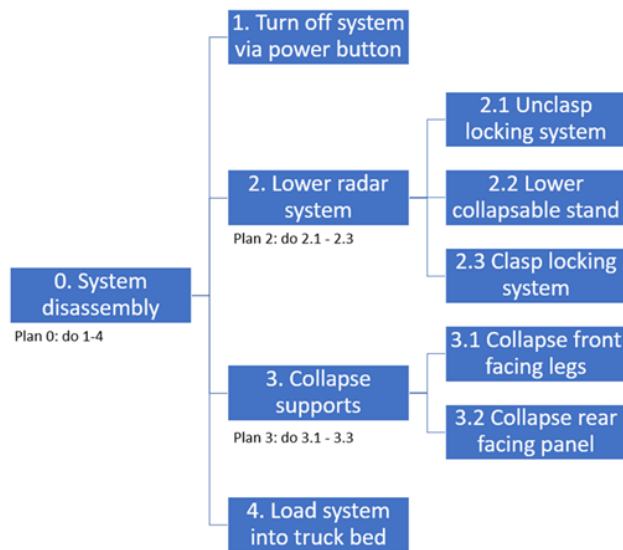 1. Turn off system
via power button
2.1 Unclasp
locking system
2. Lower radar
system
Plan 2: do 2.1 - 2.3
2.2 Lower
collapsable stand
2.3 Clasp locking
system
0. System
disassembly
Plan 0: do 1-4
3.1 Collapse front
facing legs
3. Collapse
supports
Plan 3: do 3.1 - 3.3
3.2 Collapse rear
facing panel
4. Load system
into truck bed